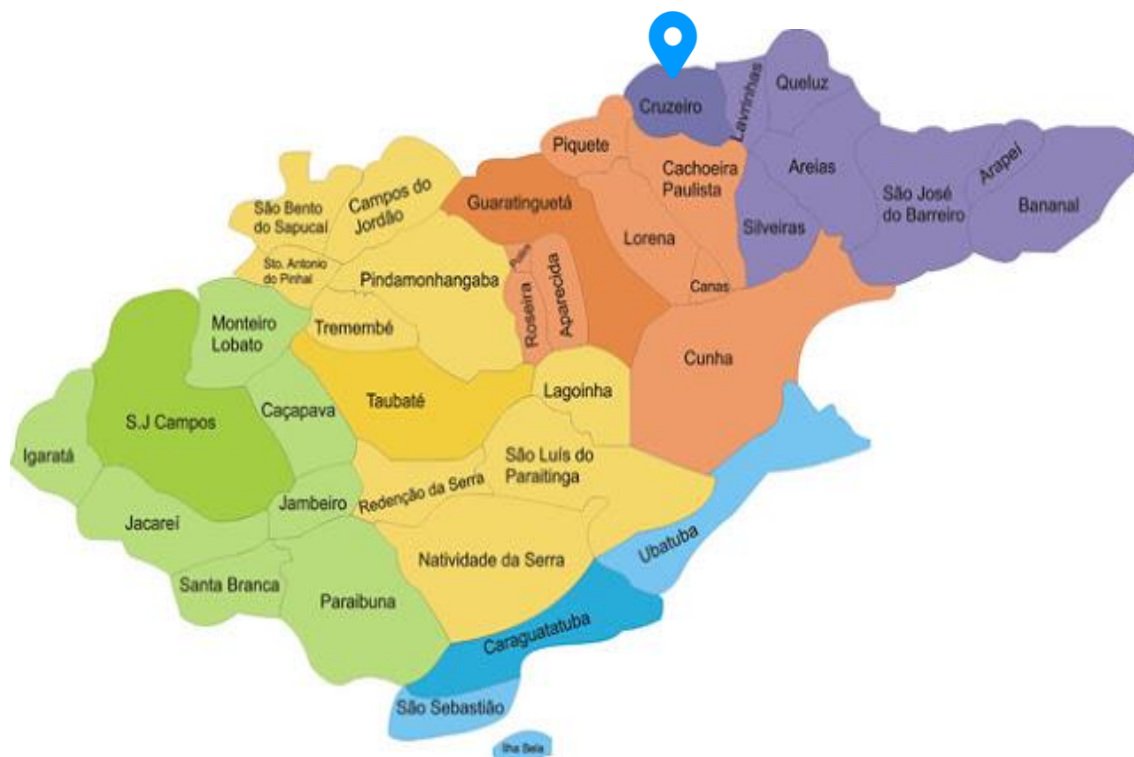 Cruzeiro
Lavrinhas
Queluz
Piquete
Cachoeira
Paulista
Areias
Arapeí
São José
do Barreiro
Bananal
Silveiras
Campos do
Jordão
São Bento
do Sapucaí
Guaratinguetá
Lorena
Sto. Antonio
do Pinhal
Pindamonhangaba
Potim
Roseira
Aparecida
Canas
Monteiro
Lobato
Tremembé
Cunha
Lagoinha
Taubaté
Caçapava
S.J Campos
Igaratá
São Luís do
Paraitinga
Redenção da Serra
Jambeiro
Jacareí
Ubatuba
Natividade da Serra
Santa Branca
Paraibuna
Caraguatatuba
São Sebastião
Ilha Bela